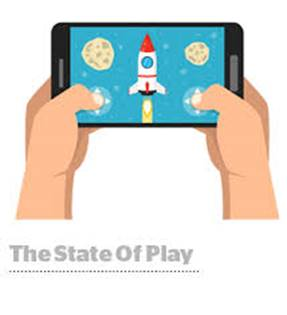 The State Of Play